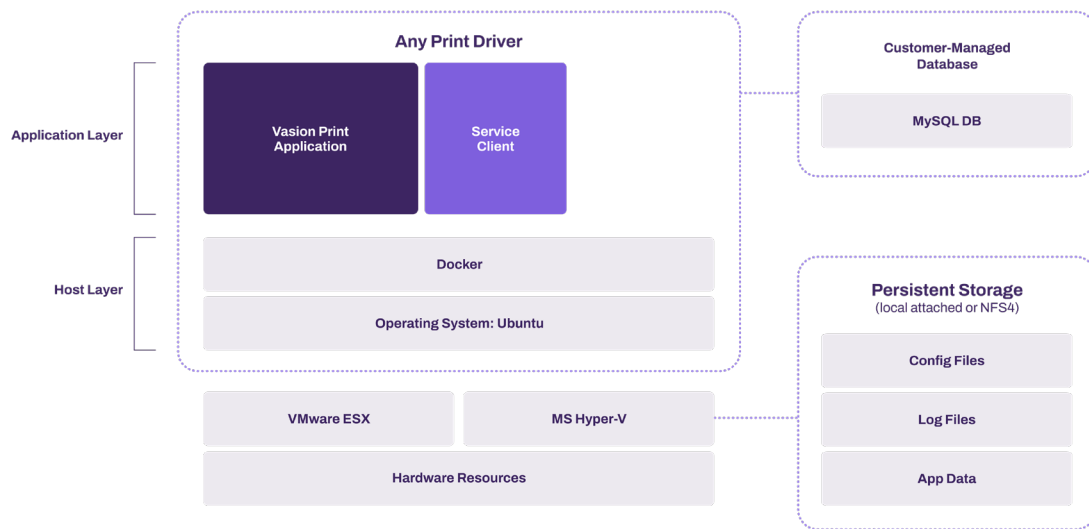 Any Print Driver
Application Layer
Vasion Print
Application
Service
Client
Host Layer
Docker
Operating System: Ubuntu
VMware ESX
MS Hyper-V
Hardware Resources
Customer-Managed
Database
MySQL DB
Persistent Storage
(local attached or NFS4)
Config Files
Log Files
App Data